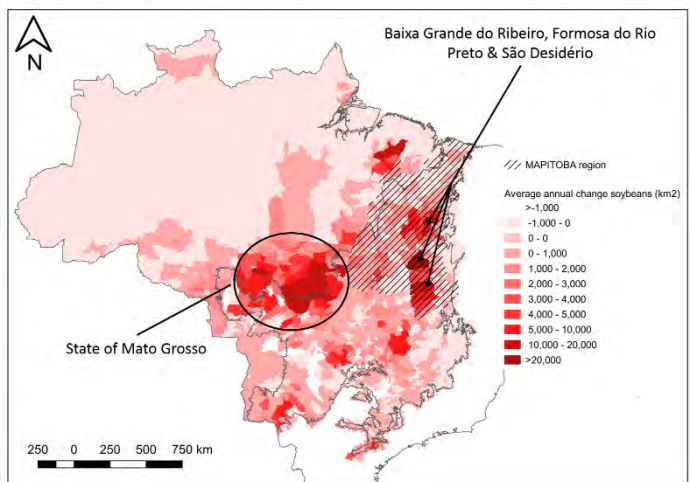 Baixa Grande do Ribeiro, Formosa do Rio
Preto & São Desidério
N
MAPITOBA region
Average annual change soybeans (km2)
>-1,000
-1,000 - 0
0 - 0
0 - 1,000
1,000 - 2,000
2,000 - 3,000
3,000 - 4,000
4,000 - 5,000
5,000 - 10,000
10,000 - 20,000
>20,000
State of Mato Grosso
250 0 250 500 750 km